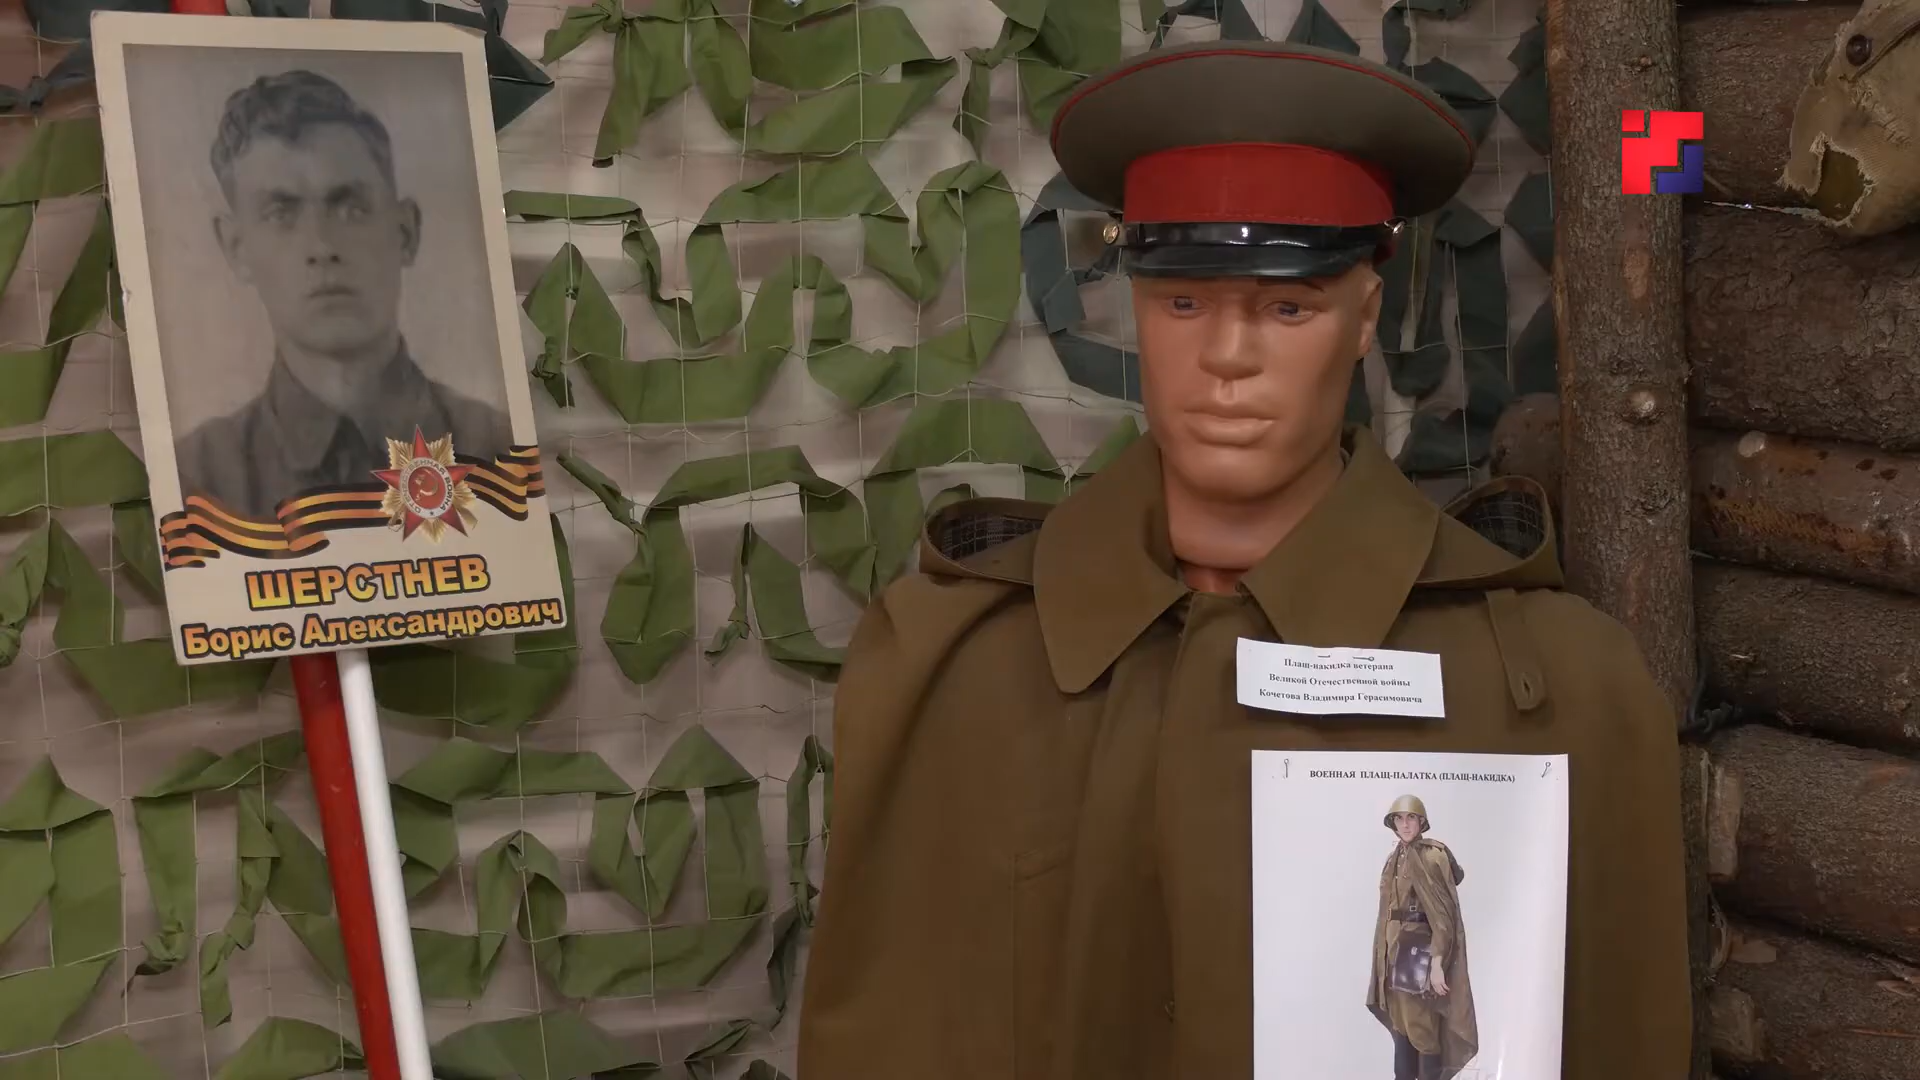 ШЕРСТНЕВ
Борис Александрович
Плащ-накидка ветерана
Великой Отечественной войны
Кочетова Владимира Герасимовича
ВОЕННАЯ ПЛАЩ-ПАЛАТКА (ПЛАЩ-НАКИДКА)